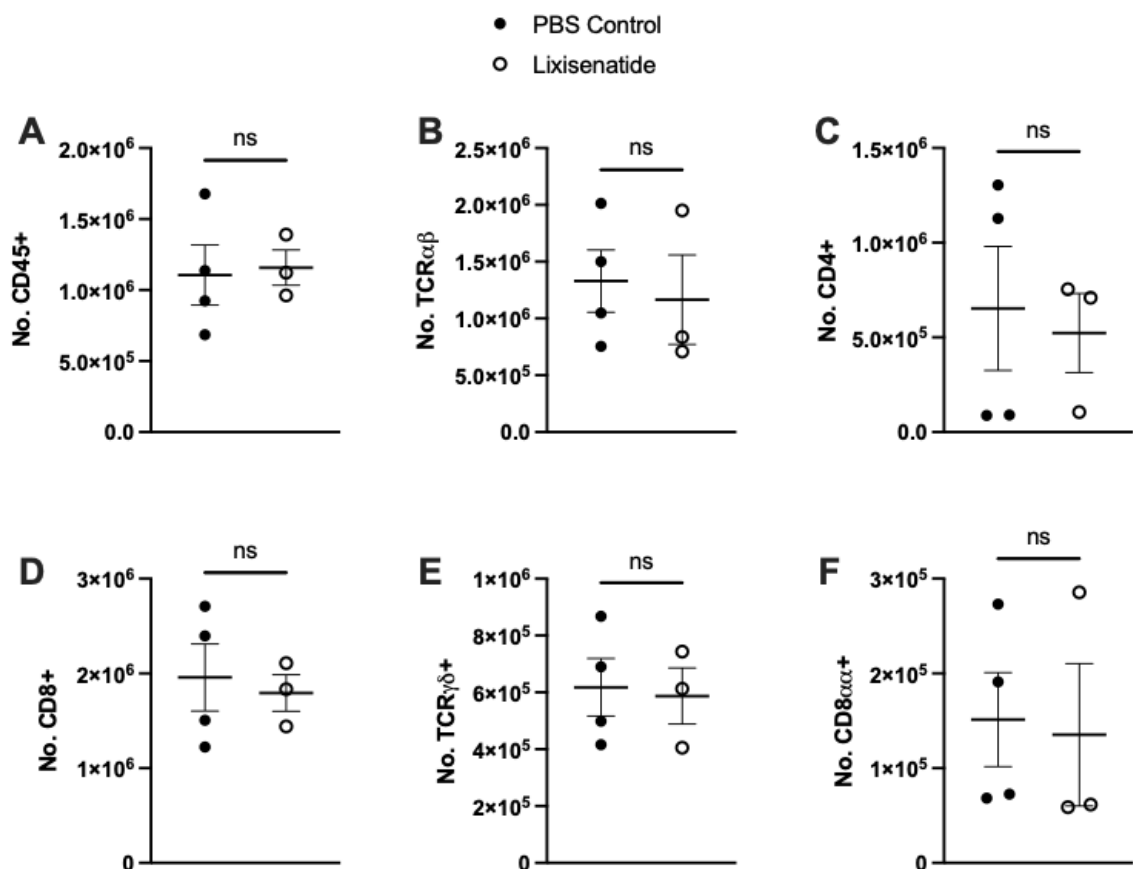 PBS Control
Lixisenatide
A
ns
No. CD45+
2.0×10⁶
1.5×10⁶
1.0×10⁶
5.0×10⁵
0.0
B
ns
No. TCRαβ
2.5×10⁶
2.0×10⁶
1.5×10⁶
1.0×10⁶
5.0×10⁵
0.0
C
ns
No. CD4+
1.5×10⁶
1.0×10⁶
5.0×10⁵
0.0
D
ns
No. CD8+
3×10⁶
2×10⁶
1×10⁶
0
E
ns
No. TCRγδ+
1×10⁶
8×10⁵
6×10⁵
4×10⁵
2×10⁵
0
F
ns
No. CD8αα+
3×10⁵
2×10⁵
1×10⁵
0